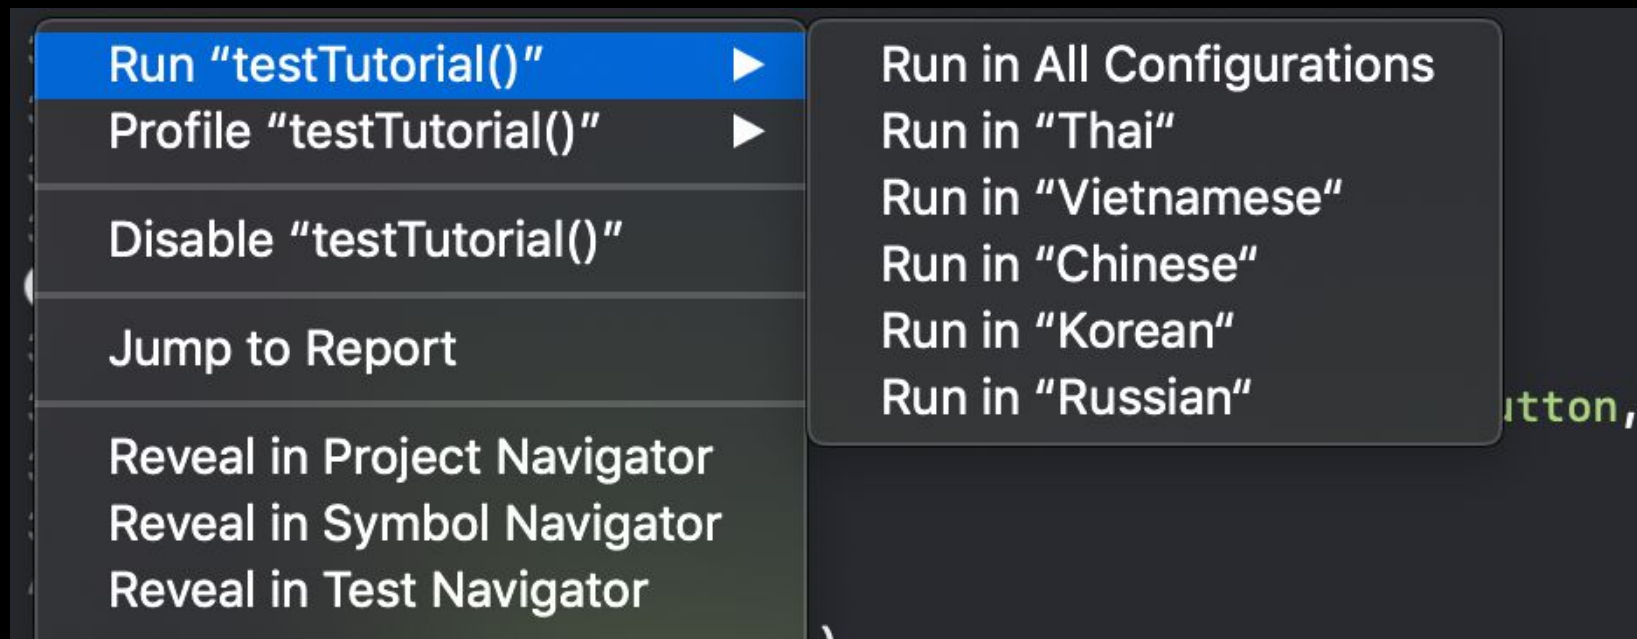 Run “testTutorial()”
Profile “testTutorial()”
Disable “testTutorial()”
Jump to Report
Reveal in Project Navigator
Reveal in Symbol Navigator
Reveal in Test Navigator
Run in All Configurations
Run in “Thai“
Run in “Vietnamese“
Run in “Chinese“
Run in “Korean“
Run in “Russian“
utton,